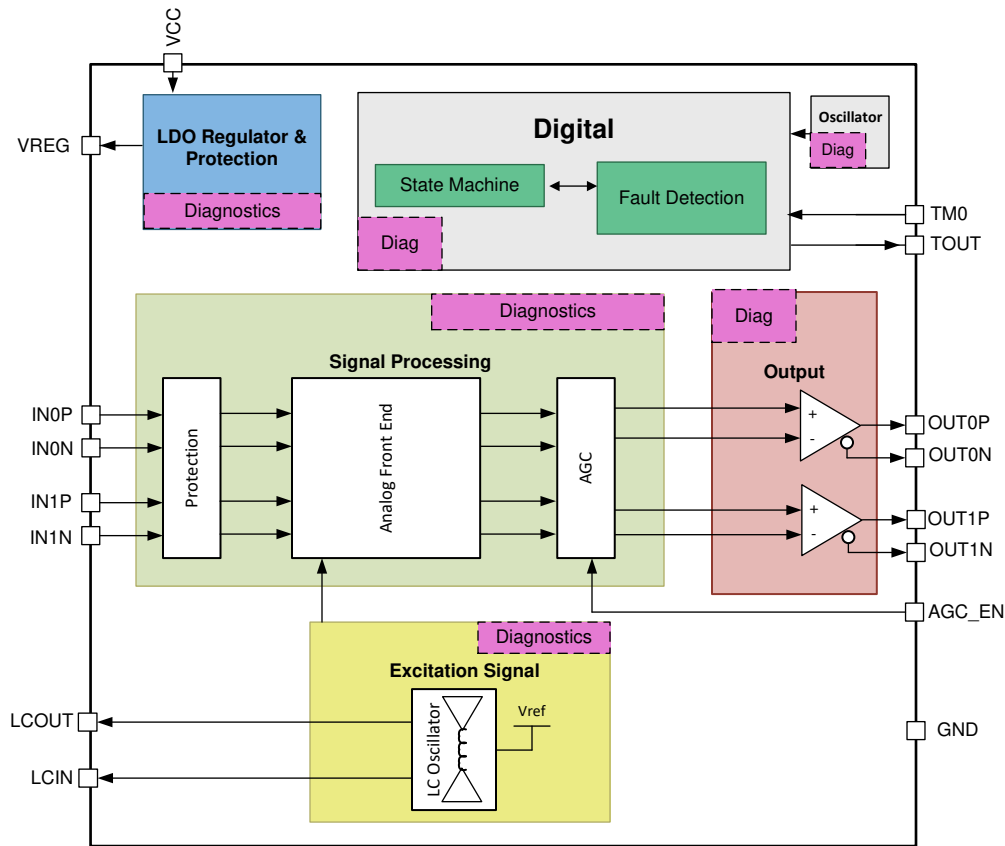 VCC
VREG
LDO Regulator &
Protection
Diagnostics
Digital
State Machine
Fault Detection
Diag
Oscillator
Diag
TM0
TOUT
Diagnostics
Signal Processing
Protection
Analog Front End
AGC
Diag
Output
+
-
+
-
IN0P
IN0N
IN1P
IN1N
OUT0P
OUT0N
OUT1P
OUT1N
AGC_EN
Diagnostics
Excitation Signal
LC Oscillator
Vref
LCOUT
LCIN
GND